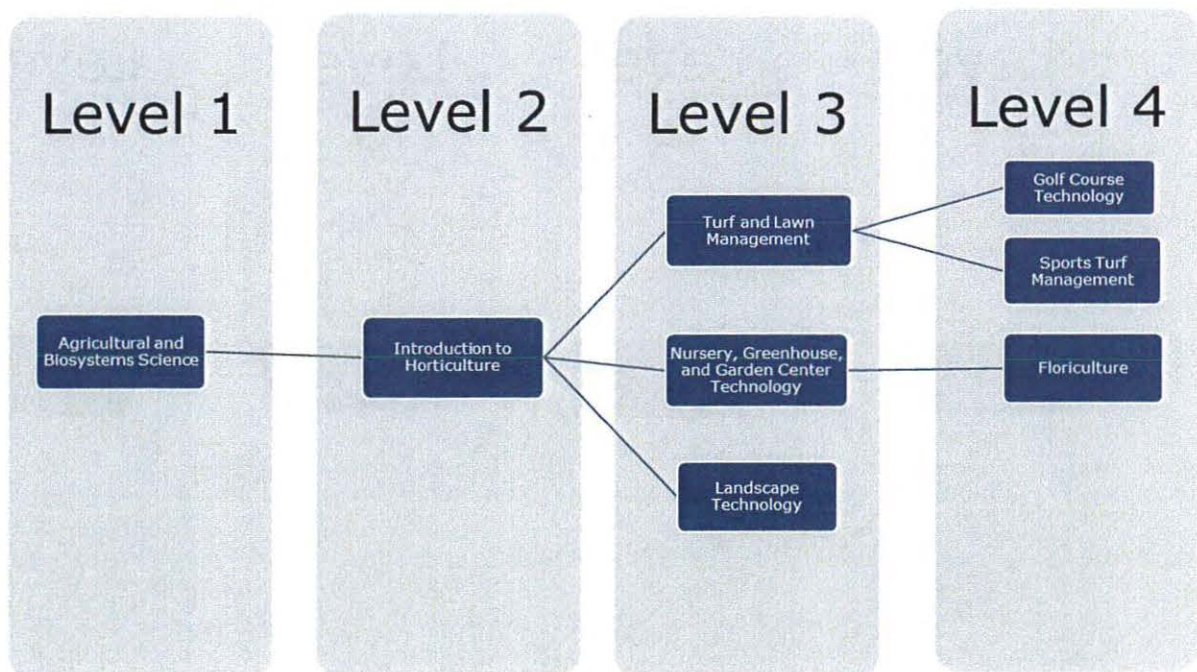 Level 1
Level 2
Level 3
Level 4
Agricultural and
Biosystems Science
Introduction to
Horticulture
Turf and Lawn
Management
Nursery, Greenhouse,
and Garden Center
Technology
Landscape
Technology
Golf Course
Technology
Sports Turf
Management
Floriculture